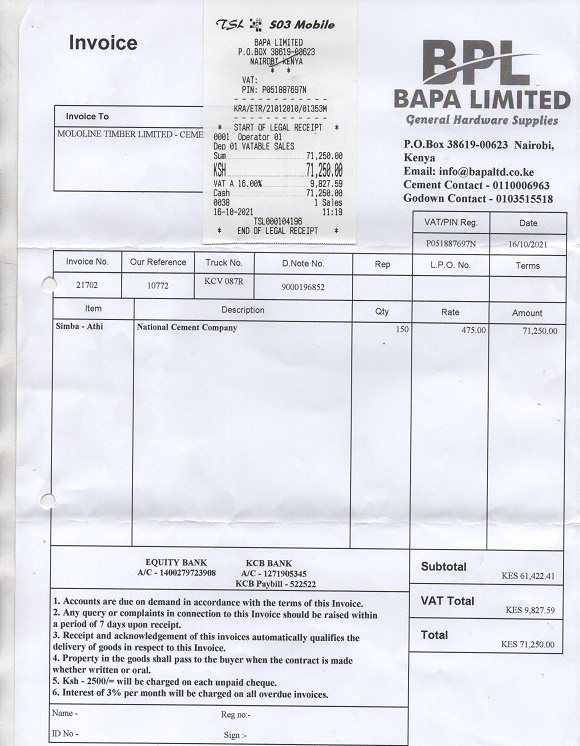 Invoice
TSL S03 Mobile
BAPA LIMITED
P.O.BOX 38619-00623
NAIROBI KENYA
* *
VAT:
PIN: P051887697N
KRA/ETR/21012010/01353M
* START OF LEGAL RECEIPT *
0001 Operator 01
Dep 01 VATABLE SALES
Sum 71,250.00
KSH 71,250.00
VAT A 16.00% 9,827.59
Cash 71,250.00
0038 1 Sales
16-10-2021 11:19
TSL000104196
* END OF LEGAL RECEIPT *
BPL
BAPA LIMITED
General Hardware Supplies
P.O.Box 38619-00623 Nairobi,
Kenya
Email: info@bapaltd.co.ke
Cement Contact - 0110006963
Godown Contact - 0103515518
Invoice To
MOLOLINE TIMBER LIMITED - CEME
VAT/PIN Reg. Date
P051887697N 16/10/2021
Invoice No. Our Reference Truck No. D.Note No. Rep L.P.O. No. Terms
21702 10772 KCV 087R 9000196852
Item Description Qty Rate Amount
Simba - Athi National Cement Company 150 475.00 71,250.00
EQUITY BANK KCB BANK
A/C - 1400279723908 A/C - 1271905345
KCB Paybill - 522522
Subtotal KES 61,422.41
VAT Total KES 9,827.59
Total KES 71,250.00
1. Accounts are due on demand in accordance with the terms of this Invoice.
2. Any query or complaints in connection to this Invoice should be raised within
a period of 7 days upon receipt.
3. Receipt and acknowledgement of this invoices automatically qualifies the
delivery of goods in respect to this Invoice.
4. Property in the goods shall pass to the buyer when the contract is made
whether written or oral.
5. Ksh - 2500/= will be charged on each unpaid cheque.
6. Interest of 3% per month will be charged on all overdue invoices.
Name - Reg no:-
ID No - Sign :-